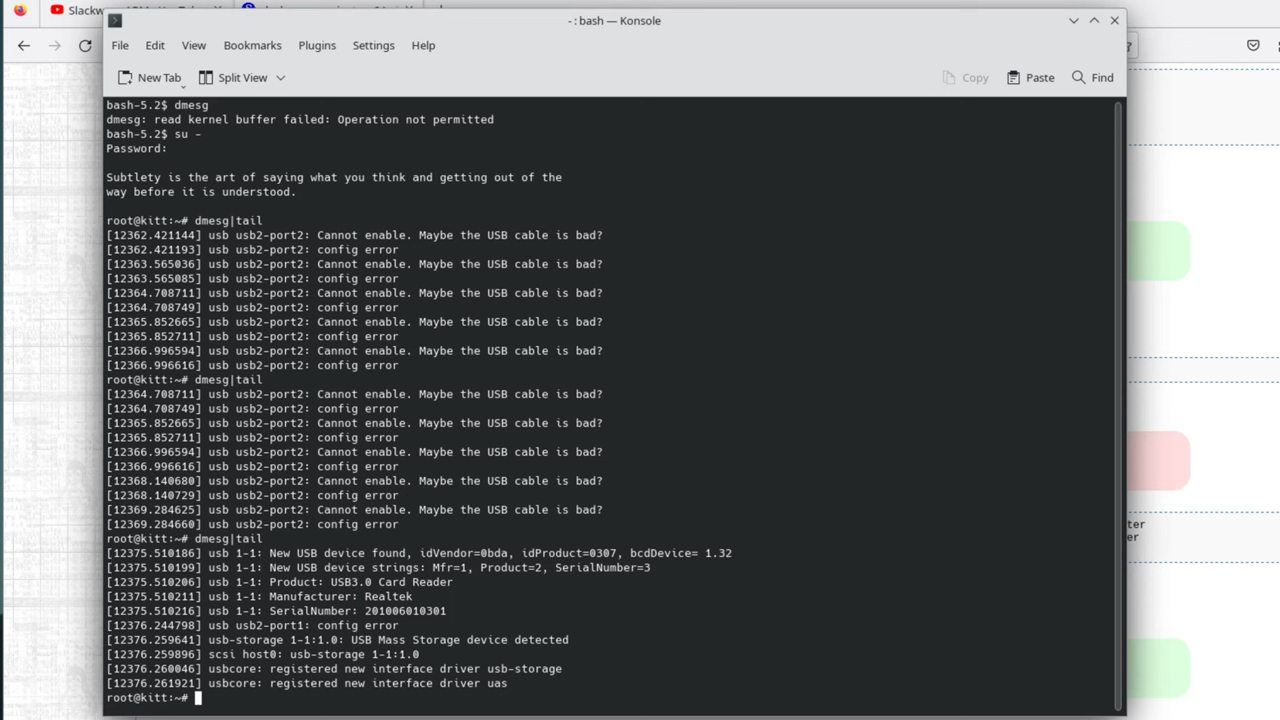 Slackw
- : bash — Konsole
File Edit View Bookmarks Plugins Settings Help
New Tab Split View Copy Paste Find
bash-5.2$ dmesg
dmesg: read kernel buffer failed: Operation not permitted
bash-5.2$ su -
Password:
Subtlety is the art of saying what you think and getting out of the
way before it is understood.
root@kitt:~# dmesg|tail
[12362.421144] usb usb2-port2: Cannot enable. Maybe the USB cable is bad?
[12362.421193] usb usb2-port2: config error
[12363.565036] usb usb2-port2: Cannot enable. Maybe the USB cable is bad?
[12363.565085] usb usb2-port2: config error
[12364.708711] usb usb2-port2: Cannot enable. Maybe the USB cable is bad?
[12364.708749] usb usb2-port2: config error
[12365.852665] usb usb2-port2: Cannot enable. Maybe the USB cable is bad?
[12365.852711] usb usb2-port2: config error
[12366.996594] usb usb2-port2: Cannot enable. Maybe the USB cable is bad?
[12366.996616] usb usb2-port2: config error
root@kitt:~# dmesg|tail
[12364.708711] usb usb2-port2: Cannot enable. Maybe the USB cable is bad?
[12364.708749] usb usb2-port2: config error
[12365.852665] usb usb2-port2: Cannot enable. Maybe the USB cable is bad?
[12365.852711] usb usb2-port2: config error
[12366.996594] usb usb2-port2: Cannot enable. Maybe the USB cable is bad?
[12366.996616] usb usb2-port2: config error
[12368.140680] usb usb2-port2: Cannot enable. Maybe the USB cable is bad?
[12368.140729] usb usb2-port2: config error
[12369.284625] usb usb2-port2: Cannot enable. Maybe the USB cable is bad?
[12369.284660] usb usb2-port2: config error
root@kitt:~# dmesg|tail
[12375.510186] usb 1-1: New USB device found, idVendor=0bda, idProduct=0307, bcdDevice= 1.32
[12375.510199] usb 1-1: New USB device strings: Mfr=1, Product=2, SerialNumber=3
[12375.510206] usb 1-1: Product: USB3.0 Card Reader
[12375.510211] usb 1-1: Manufacturer: Realtek
[12375.510216] usb 1-1: SerialNumber: 201006010301
[12376.244798] usb usb2-port1: config error
[12376.259641] usb-storage 1-1:1.0: USB Mass Storage device detected
[12376.259896] scsi host0: usb-storage 1-1:1.0
[12376.260046] usbcore: registered new interface driver usb-storage
[12376.261921] usbcore: registered new interface driver uas
root@kitt:~#
ter
er